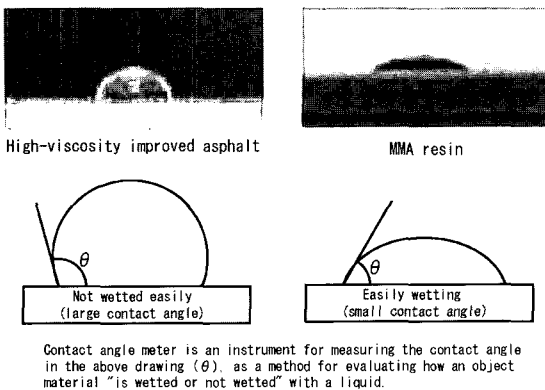 High-viscosity improved asphalt
MMA resin
θ
Not wetted easily
(large contact angle)
θ
Easily wetting
(small contact angle)
Contact angle meter is an instrument for measuring the contact angle
in the above drawing (θ), as a method for evaluating how an object
material "is wetted or not wetted" with a liquid.